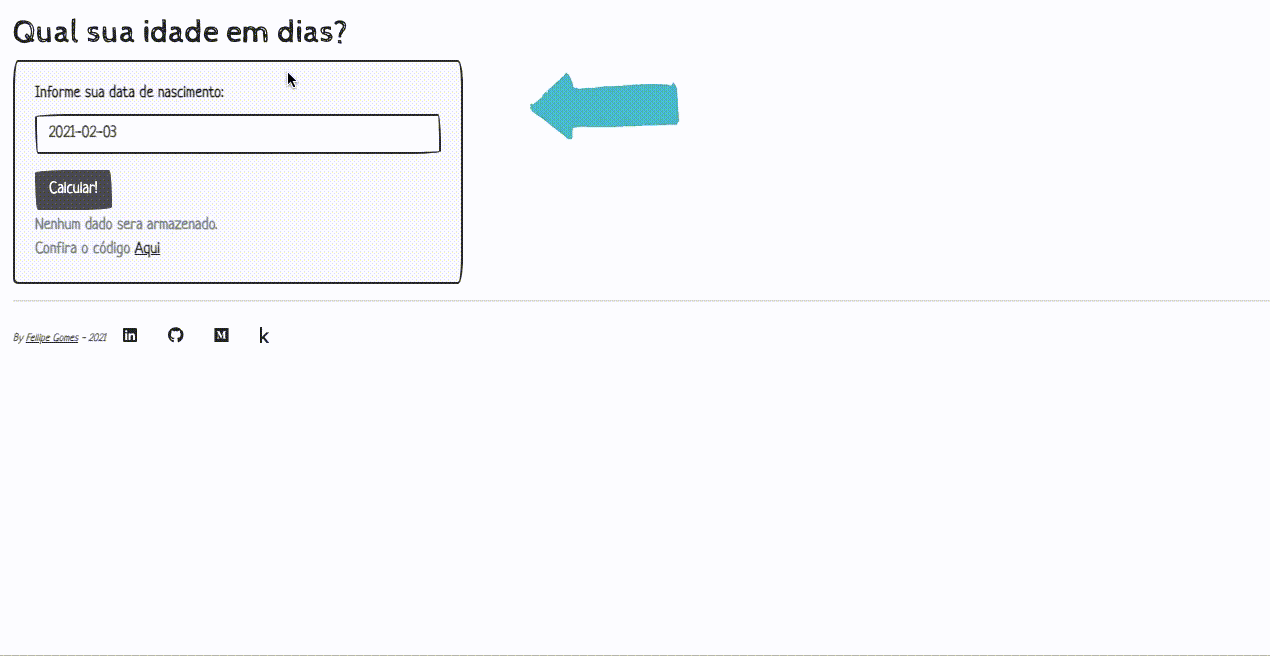 Qual sua idade em dias?
Informe sua data de nascimento:
2021-02-03
Calcular!
Nenhum dado sera armazenado.
Confira o código Aqui
By Fellipe Gomes - 2021 in M k